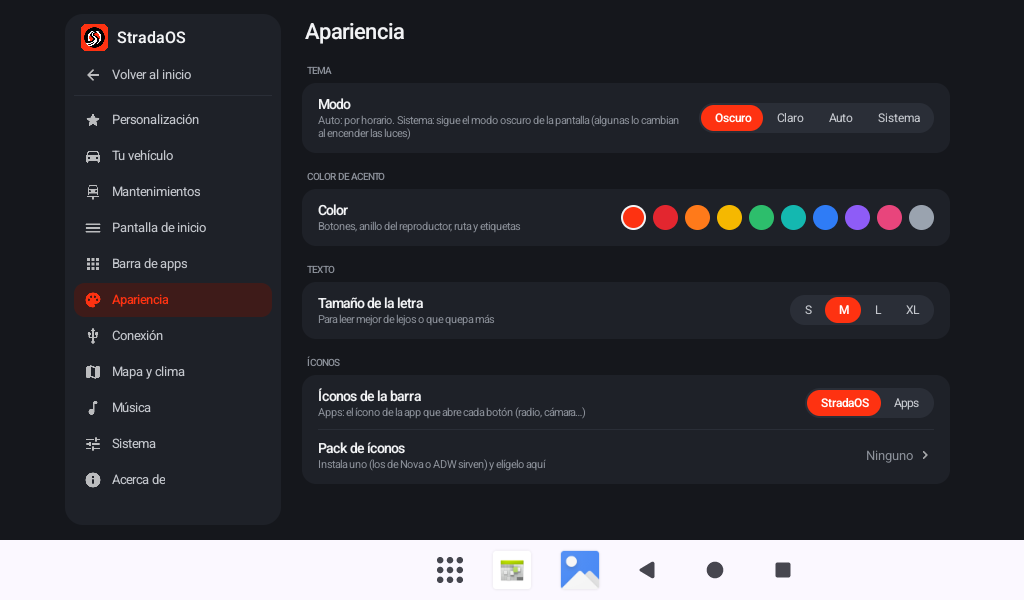 StradaOS
Volver al inicio
Personalización
Tu vehículo
Mantenimientos
Pantalla de inicio
Barra de apps
Apariencia
Conexión
Mapa y clima
Música
Sistema
Acerca de
Apariencia
TEMA
Modo
Auto: por horario. Sistema: sigue el modo oscuro de la pantalla (algunas lo cambian
al encender las luces)
Oscuro Claro Auto Sistema
COLOR DE ACENTO
Color
Botones, anillo del reproductor, ruta y etiquetas
TEXTO
Tamaño de la letra
Para leer mejor de lejos o que quepa más
S M L XL
ÍCONOS
Íconos de la barra
Apps: el ícono de la app que abre cada botón (radio, cámara...)
StradaOS Apps
Pack de íconos
Instala uno (los de Nova o ADW sirven) y elígelo aquí
Ninguno